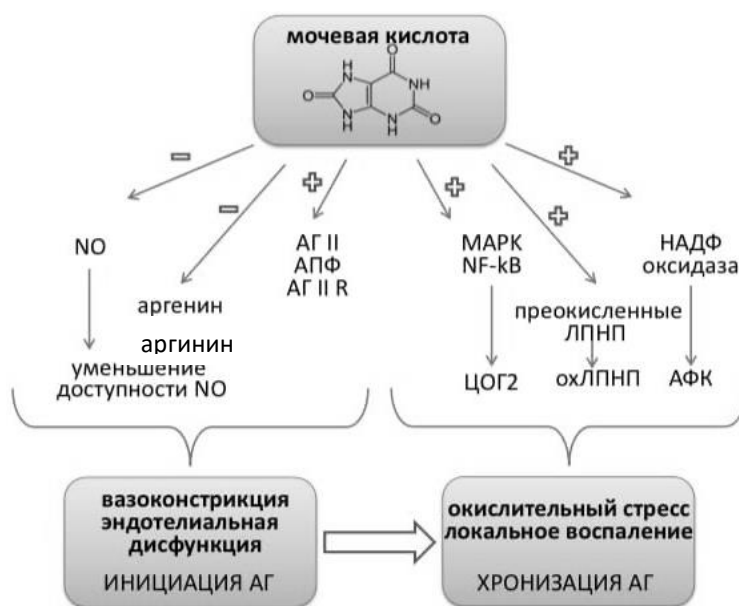 мочевая кислота
O
H
N
NH
O
N
H
N
H
O
NO
АГ II
АПФ
АГ II R
МАРК
NF-kB
НАДФ
оксидаза
аргенин
аргинин
преокисленные
ЛПНП
уменьшение
доступности NO
ЦОГ2
охЛПНП
АФК
вазоконстрикция
эндотелиальная
дисфункция
ИНИЦИАЦИЯ АГ
окислительный стресс
локальное воспаление
ХРОНИЗАЦИЯ АГ